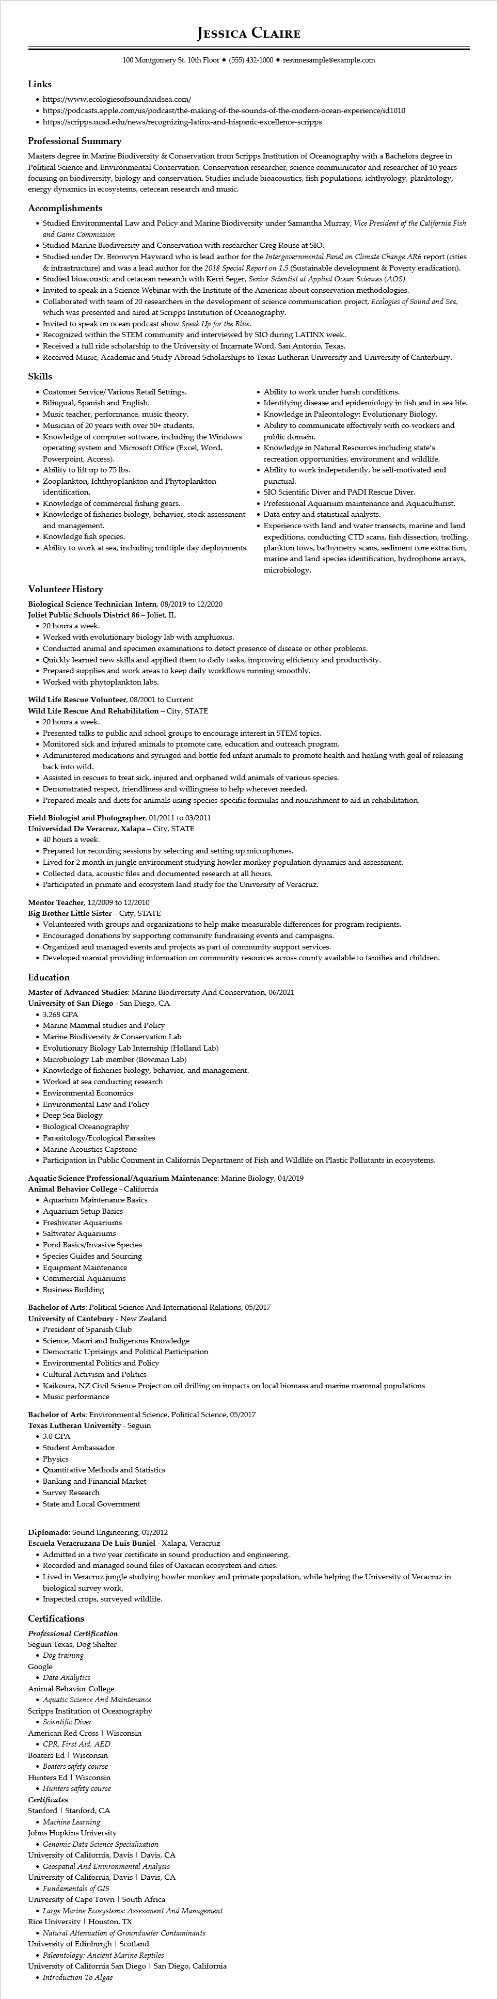 Jessica Claire
100 Montgomery St. 10th Floor ♦ (555) 432-1000 ♦ resumesample@example.com
Links
• https://www.ecologiesofsoundandsea.com/
• https://podcasts.apple.com/us/podcast/the-making-of-the-sounds-of-the-modern-ocean-experience/id1010
• https://scripps.ucsd.edu/news/recognizing-latinx-and-hispanic-excellence-scripps
Professional Summary
Masters degree in Marine Biodiversity & Conservation from Scripps Institution of Oceanography with a Bachelors degree in
Political Science and Environmental Conservation. Conservation researcher, science communicator and researcher of 10 years
focusing on biodiversity, biology and conservation. Studies include bioacoustics, fish populations, ichthyology, planktology,
energy dynamics in ecosystems, cetecean research and music.
Accomplishments
• Studied Environmental Law and Policy and Marine Biodiversity under Samantha Murray, Vice President of the California Fish
and Game Commission
• Studied Marine Biodiversity and Conservation with researcher Greg Rouse at SIO.
• Studied under Dr. Bronwyn Hayward who is lead author for the Intergovernmental Panel on Climate Change AR6 report (cities
& infrastructure) and was a lead author for the 2018 Special Report on 1.5 (Sustainable development & Poverty eradication).
• Studied bioacoustic and cetacean research with Kerri Seger, Senior Scientist at Applied Ocean Sciences (AOS)
• Invited to speak in a Science Webinar with the Institute of the Americas about conservation methodologies.
• Collaborated with team of 20 researchers in the development of science communication project, Ecologies of Sound and Sea,
which was presented and aired at Scripps Institution of Oceanography.
• Invited to speak on ocean podcast show Speak Up for the Blue.
• Recognized within the STEM community and interviewed by SIO during LATINX week.
• Received a full ride scholarship to the University of Incarnate Word, San Antonio, Texas.
• Received Music, Academic and Study Abroad Scholarships to Texas Lutheran University and University of Canterbury.
Skills
• Customer Service/ Various Retail Settings.
• Bilingual, Spanish and English.
• Music teacher, performance, music theory.
• Musician of 20 years with over 50+ students.
• Knowledge of computer software, including the Windows
operating system and Microsoft Office (Excel, Word,
Powerpoint, Access).
• Ability to lift up to 75 lbs.
• Zooplankton, Ichthyoplankton and Phytoplankton
identification.
• Knowledge of commercial fishing gears.
• Knowledge of fisheries biology, behavior, stock assessment
and management.
• Knowledge fish species.
• Ability to work at sea, including multiple day deployments.
• Ability to work under harsh conditions.
• Identifying disease and epidemiology in fish and in sea life.
• Knowledge in Paleontology: Evolutionary Biology.
• Ability to communicate effectively with co-workers and
public domain.
• Knowledge in Natural Resources including state's
recreation opportunities, environment and wildlife.
• Ability to work independently, be self-motivated and
punctual.
• SIO Scientific Diver and PADI Rescue Diver.
• Professional Aquarium maintenance and Aquaculturist.
• Data entry and statistical analysts.
• Experience with land and water transects, marine and land
expeditions, conducting CTD scans, fish dissection, trolling,
plankton tows, bathymetry scans, sediment core extraction,
marine and land species identification, hydrophone arrays,
microbiology.
Volunteer History
Biological Science Technician Intern, 08/2019 to 12/2020
Joliet Public Schools District 86 – Joliet, IL
• 20 hours a week.
• Worked with evolutionary biology lab with amphioxus.
• Conducted animal and specimen examinations to detect presence of disease or other problems.
• Quickly learned new skills and applied them to daily tasks, improving efficiency and productivity.
• Prepared supplies and work areas to keep daily workflows running smoothly.
• Worked with phytoplankton labs.
Wild Life Rescue Volunteer, 08/2001 to Current
Wild Life Rescue And Rehabilitation – City, STATE
• 20 hours a week.
• Presented talks to public and school groups to encourage interest in STEM topics.
• Monitored sick and injured animals to promote care, education and outreach program.
• Administered medications and syringed and bottle fed infant animals to promote health and healing with goal of releasing
back into wild.
• Assisted in rescues to treat sick, injured and orphaned wild animals of various species.
• Demonstrated respect, friendliness and willingness to help wherever needed.
• Prepared meals and diets for animals using species-specific formulas and nourishment to aid in rehabilitation.
Field Biologist and Photographer, 01/2011 to 03/2011
Universidad De Veracruz, Xalapa – City, STATE
• 40 hours a week.
• Prepared for recording sessions by selecting and setting up microphones.
• Lived for 2 month in jungle environment studying howler monkey population dynamics and assessment.
• Collected data, acoustic files and documented research at all hours.
• Participated in primate and ecosystem land study for the University of Veracruz.
Mentor Teacher, 12/2009 to 12/2010
Big Brother Little Sister – City, STATE
• Volunteered with groups and organizations to help make measurable differences for program recipients.
• Encouraged donations by supporting community fundraising events and campaigns.
• Organized and managed events and projects as part of community support services.
• Developed manual providing information on community resources across county available to families and children.
Education
Master of Advanced Studies: Marine Biodiversity And Conservation, 06/2021
University of San Diego - San Diego, CA
• 3.268 GPA
• Marine Mammal studies and Policy
• Marine Biodiversity & Conservation Lab
• Evolutionary Biology Lab Internship (Holland Lab)
• Microbiology Lab member (Bowman Lab)
• Knowledge of fisheries biology, behavior, and management.
• Worked at sea conducting research
• Environmental Economics
• Environmental Law and Policy
• Deep Sea Biology
• Biological Oceanography
• Parasitology/Ecological Parasites
• Marine Acoustics Capstone
• Participation in Public Comment in California Department of Fish and Wildlife on Plastic Pollutants in ecosystems.
Aquatic Science Professional/Aquarium Maintenance: Marine Biology, 04/2019
Animal Behavior College - California
• Aquarium Maintenance Basics
• Aquarium Setup Basics
• Freshwater Aquariums
• Saltwater Aquariums
• Pond Basics/Invasive Species
• Species Guides and Sourcing
• Equipment Maintenance
• Commercial Aquariums
• Business Building
Bachelor of Arts: Political Science And International Relations, 05/2017
University of Cantebury - New Zealand
• President of Spanish Club
• Science, Maori and Indigenous Knowledge
• Democratic Uprisings and Political Participation
• Environmental Politics and Policy
• Cultural Activism and Politics
• Kaikoura, NZ Civil Science Project on oil drilling on impacts on local biomass and marine mammal populations
• Music performance
Bachelor of Arts: Environmental Science, Political Science, 05/2017
Texas Lutheran University - Seguin
• 3.0 GPA
• Student Ambassador
• Physics
• Quantitative Methods and Statistics
• Banking and Financial Market
• Survey Research
• State and Local Government
Diplomado: Sound Engineering, 01/2012
Escuela Veracruzana De Luis Buniel - Xalapa, Veracruz
• Admitted in a two year certificate in sound production and engineering.
• Recorded and managed sound files of Oaxacan ecosystem and cities.
• Lived in Veracruz jungle studying howler monkey and primate population, while helping the University of Veracruz in
biological survey work.
• Inspected crops, surveyed wildlife.
Certifications
Professional Certification
Seguin Texas, Dog Shelter
• Dog training
Google
• Data Analytics
Animal Behavior College
• Aquatic Science And Maintenance
Scripps Institution of Oceanography
• Scientific Diver
American Red Cross | Wisconsin
• CPR, First Aid, AED
Boaters Ed | Wisconsin
• Boaters safety course
Hunters Ed | Wisconsin
• Hunters safety course
Certificates
Stanford | Stanford, CA
• Machine Learning
Johns Hopkins University
• Genomic Data Science Specialization
University of California, Davis | Davis, CA
• Geospatial And Environmental Analysis
University of California, Davis | Davis, CA
• Fundamentals of GIS
University of Cape Town | South Africa
• Large Marine Ecosystems: Assessment And Management
Rice University | Houston, TX
• Natural Attenuation of Groundwater Contaminants
University of Edinburgh | Scotland
• Paleontology: Ancient Marine Reptiles
University of California San Diego | San Diego, California
• Introduction To Algae